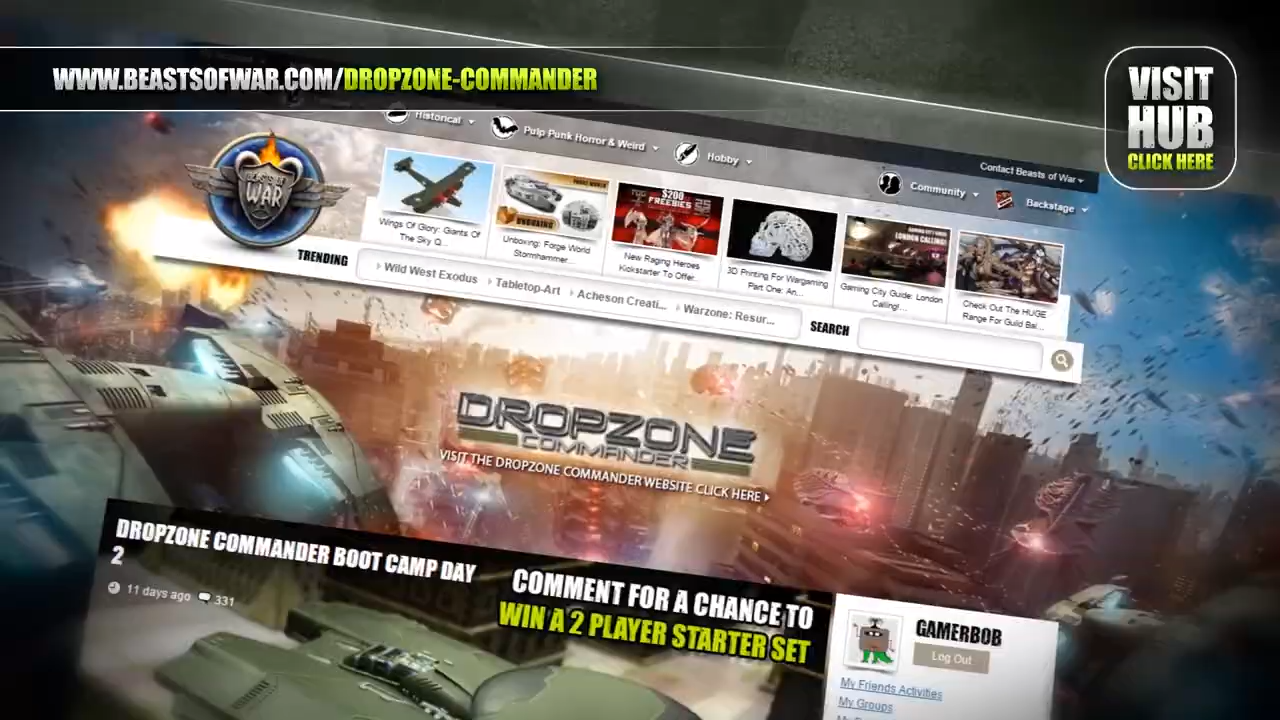 WWW.BEASTSOFWAR.COM/DROPZONE-COMMANDER
VISIT
HUB
CLICK HERE
Contact Beasts of War
Historical
Pulp Punk Horror & Weird
Hobby
Community
Backstage
BEASTS OF
WAR
Wings Of Glory: Giants Of
The Sky Q...
FORGE WORLD
UNBOXING
Unboxing: Forge World
Stormhammer...
$200
FREEBIES
New Raging Heroes
Kickstarter To Offer...
3D Printing For Wargaming
Part One: An...
LONDON CALLING!
Gaming City Guide: London
Calling!...
Check Out The HUGE
Range For Guild Bal...
TRENDING
Wild West Exodus
Tabletop-Art
Acheson Creati...
Warzone: Resur...
SEARCH
DROPZONE
COMMANDER
VISIT THE DROPZONE COMMANDER WEBSITE CLICK HERE
DROPZONE COMMANDER BOOT CAMP DAY
2
11 days ago 331
COMMENT FOR A CHANCE TO
WIN A 2 PLAYER STARTER SET
GAMERBOB
Log Out
My Friends Activities
My Groups